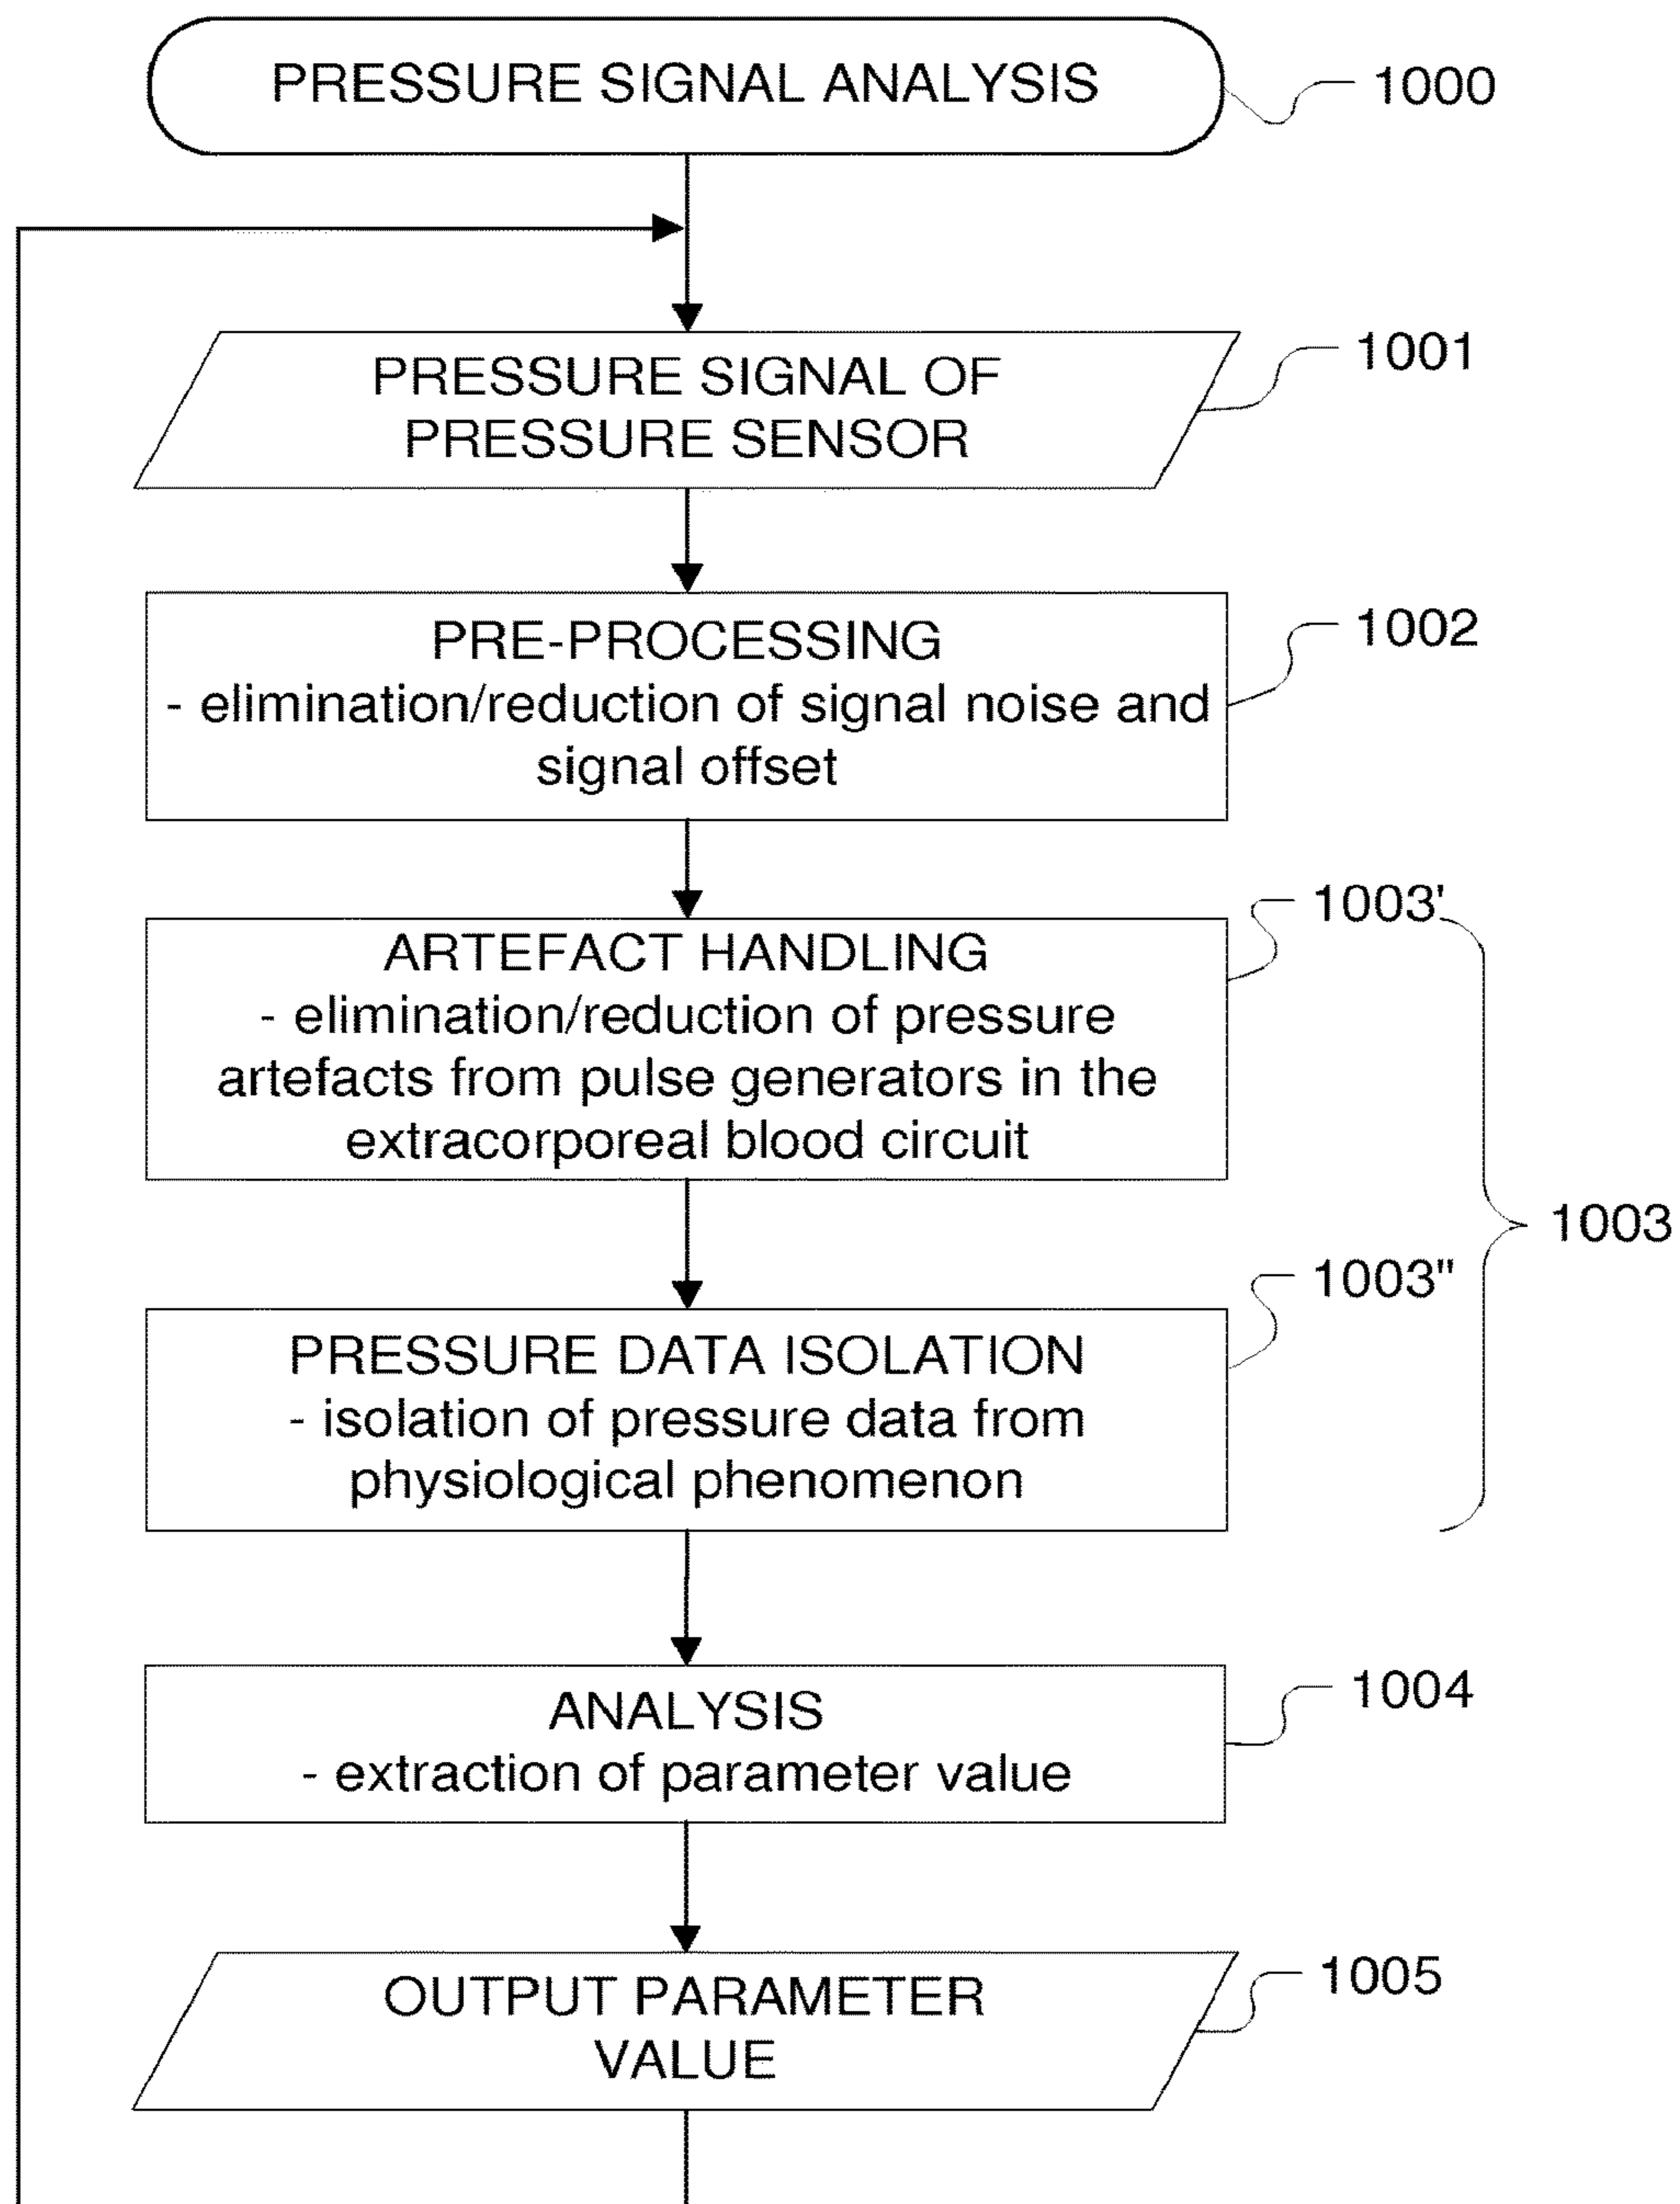 PRESSURE SIGNAL ANALYSIS
1000
PRESSURE SIGNAL OF
PRESSURE SENSOR
1001
PRE-PROCESSING
- elimination/reduction of signal noise and
signal offset
1002
ARTEFACT HANDLING
- elimination/reduction of pressure
artefacts from pulse generators in the
extracorporeal blood circuit
1003'
PRESSURE DATA ISOLATION
- isolation of pressure data from
physiological phenomenon
1003"
1003
ANALYSIS
- extraction of parameter value
1004
OUTPUT PARAMETER
VALUE
1005